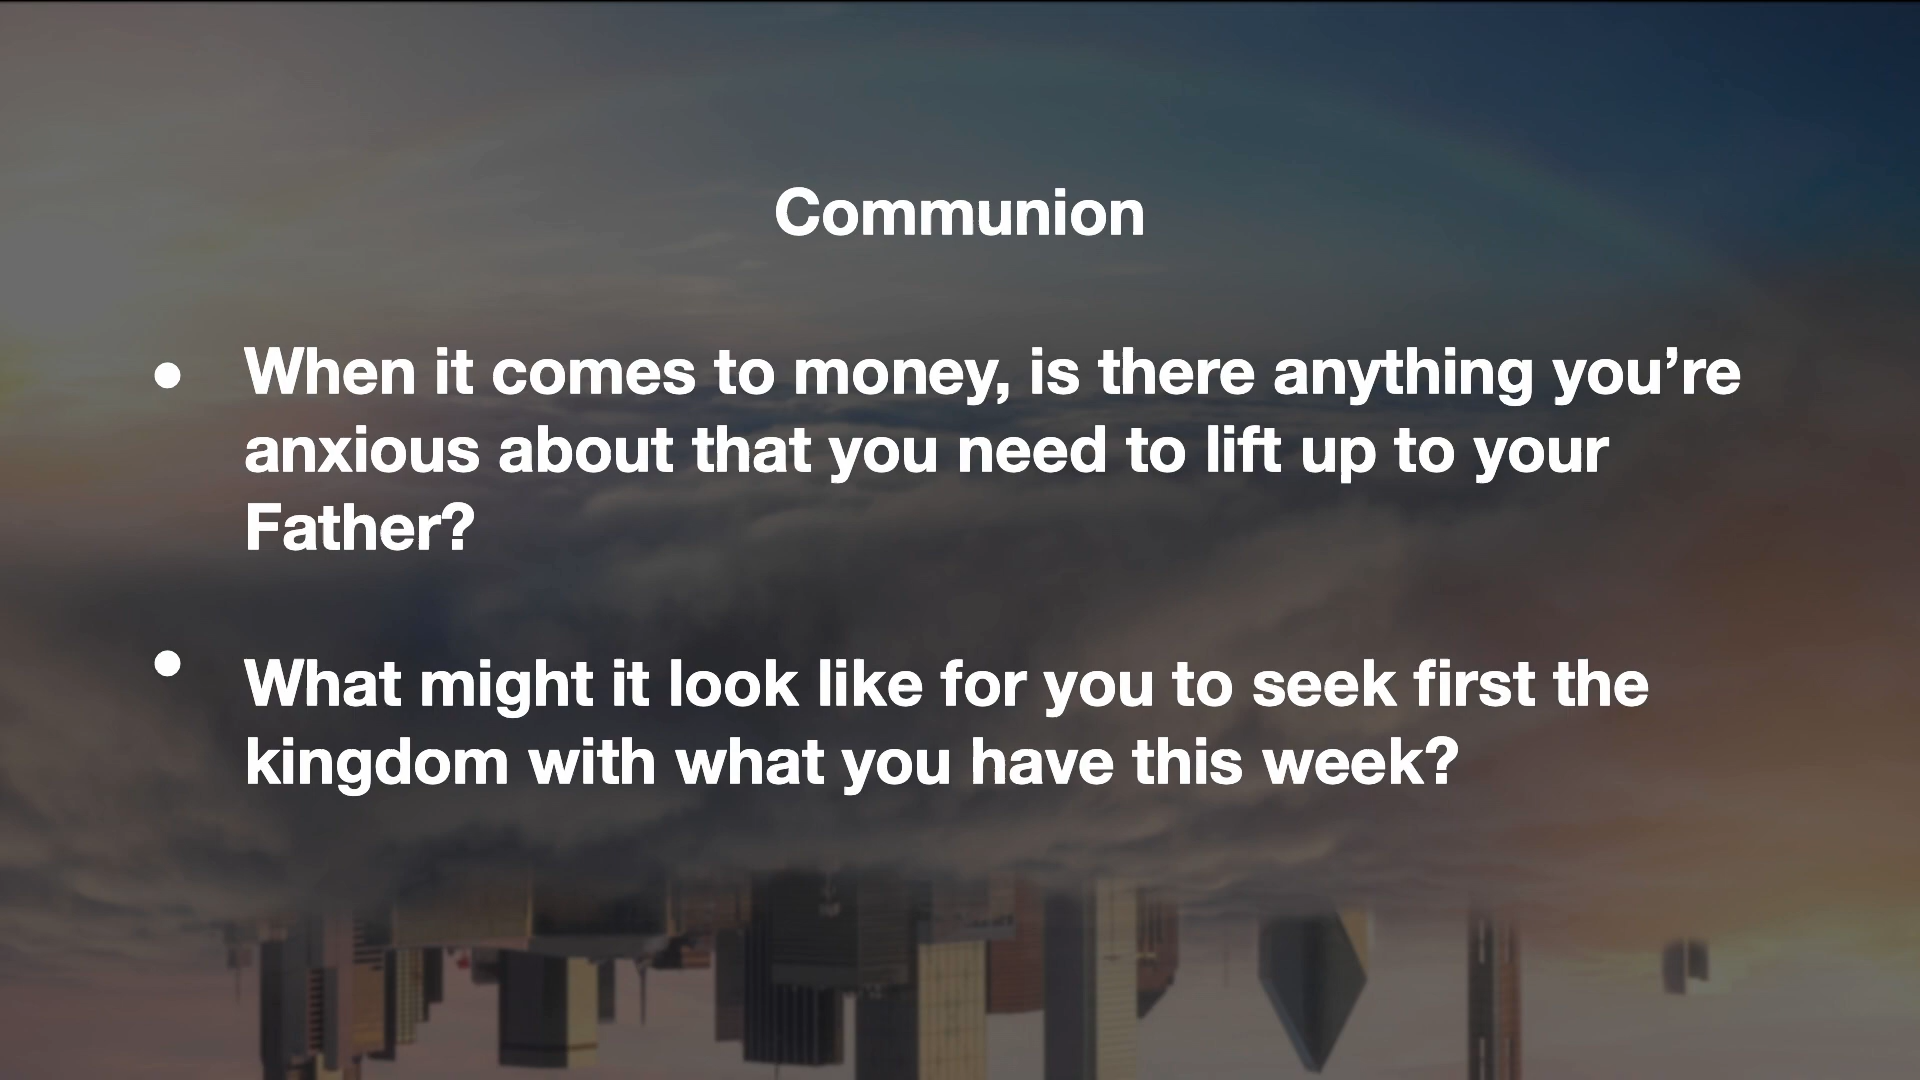 Communion
• When it comes to money, is there anything you’re
anxious about that you need to lift up to your
Father?
• What might it look like for you to seek first the
kingdom with what you have this week?